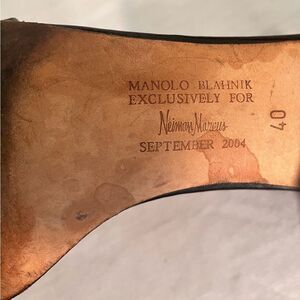 MANOLO BLAHNIK
EXCLUSIVELY FOR
Neiman Marcus
SEPTEMBER 2004
40